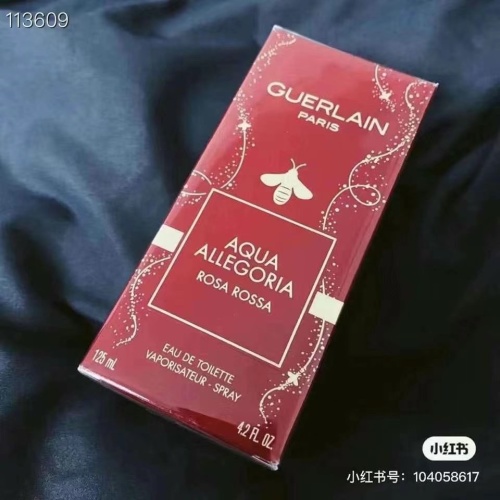 113609
GUERLAIN
PARIS
AQUA
ALLEGORIA
ROSA ROSSA
EAU DE TOILETTE
VAPORISATEUR · SPRAY
125 mL
4.2 FL OZ
小红书
小红书号：104058617